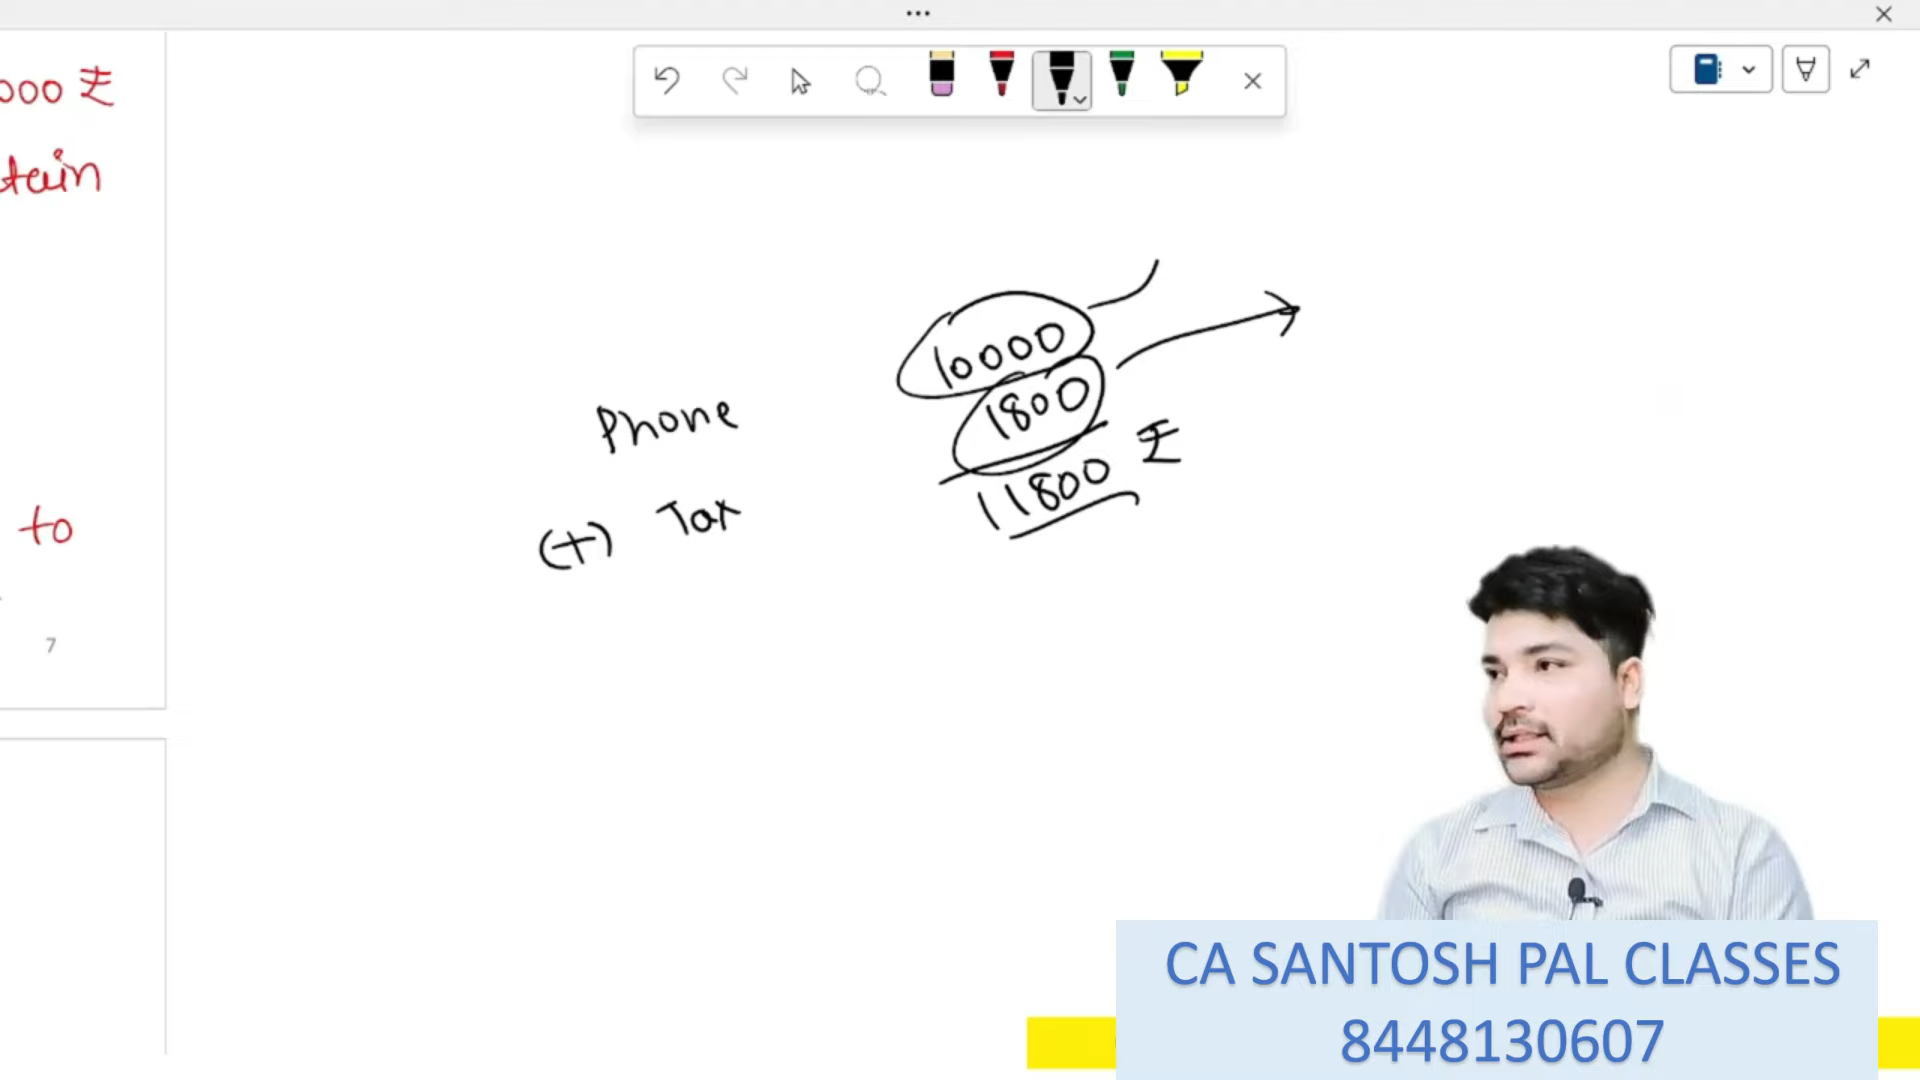 000 ₹
tain
to
7
10000
Phone 1800
(+) Tax 11800 ₹
CA SANTOSH PAL CLASSES
8448130607